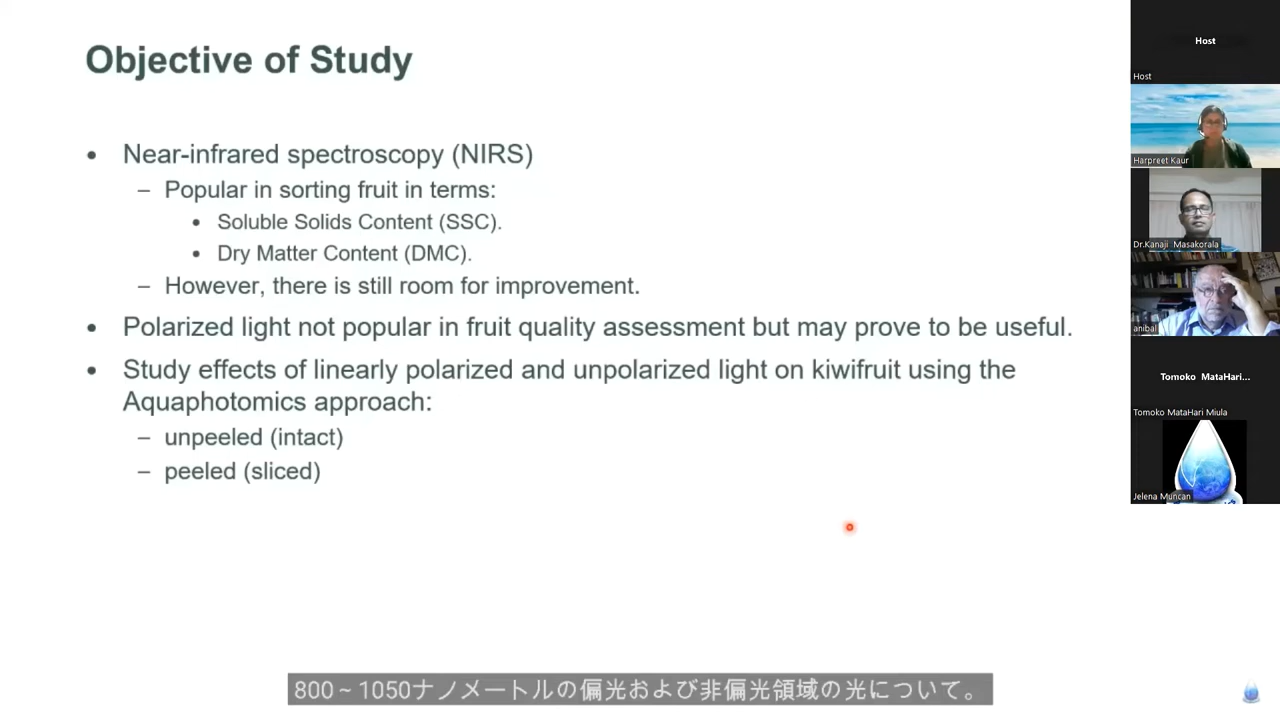 Objective of Study
• Near-infrared spectroscopy (NIRS)
– Popular in sorting fruit in terms:
• Soluble Solids Content (SSC).
• Dry Matter Content (DMC).
– However, there is still room for improvement.
• Polarized light not popular in fruit quality assessment but may prove to be useful.
• Study effects of linearly polarized and unpolarized light on kiwifruit using the
Aquaphotomics approach:
– unpeeled (intact)
– peeled (sliced)
800~1050ナノメートルの偏光および非偏光領域の光について。
Host
Host
Harpreet Kaur
Dr.Kanaji Masakorala
anibal
Tomoko MataHari...
Tomoko MataHari Miula
Jelena Muncan